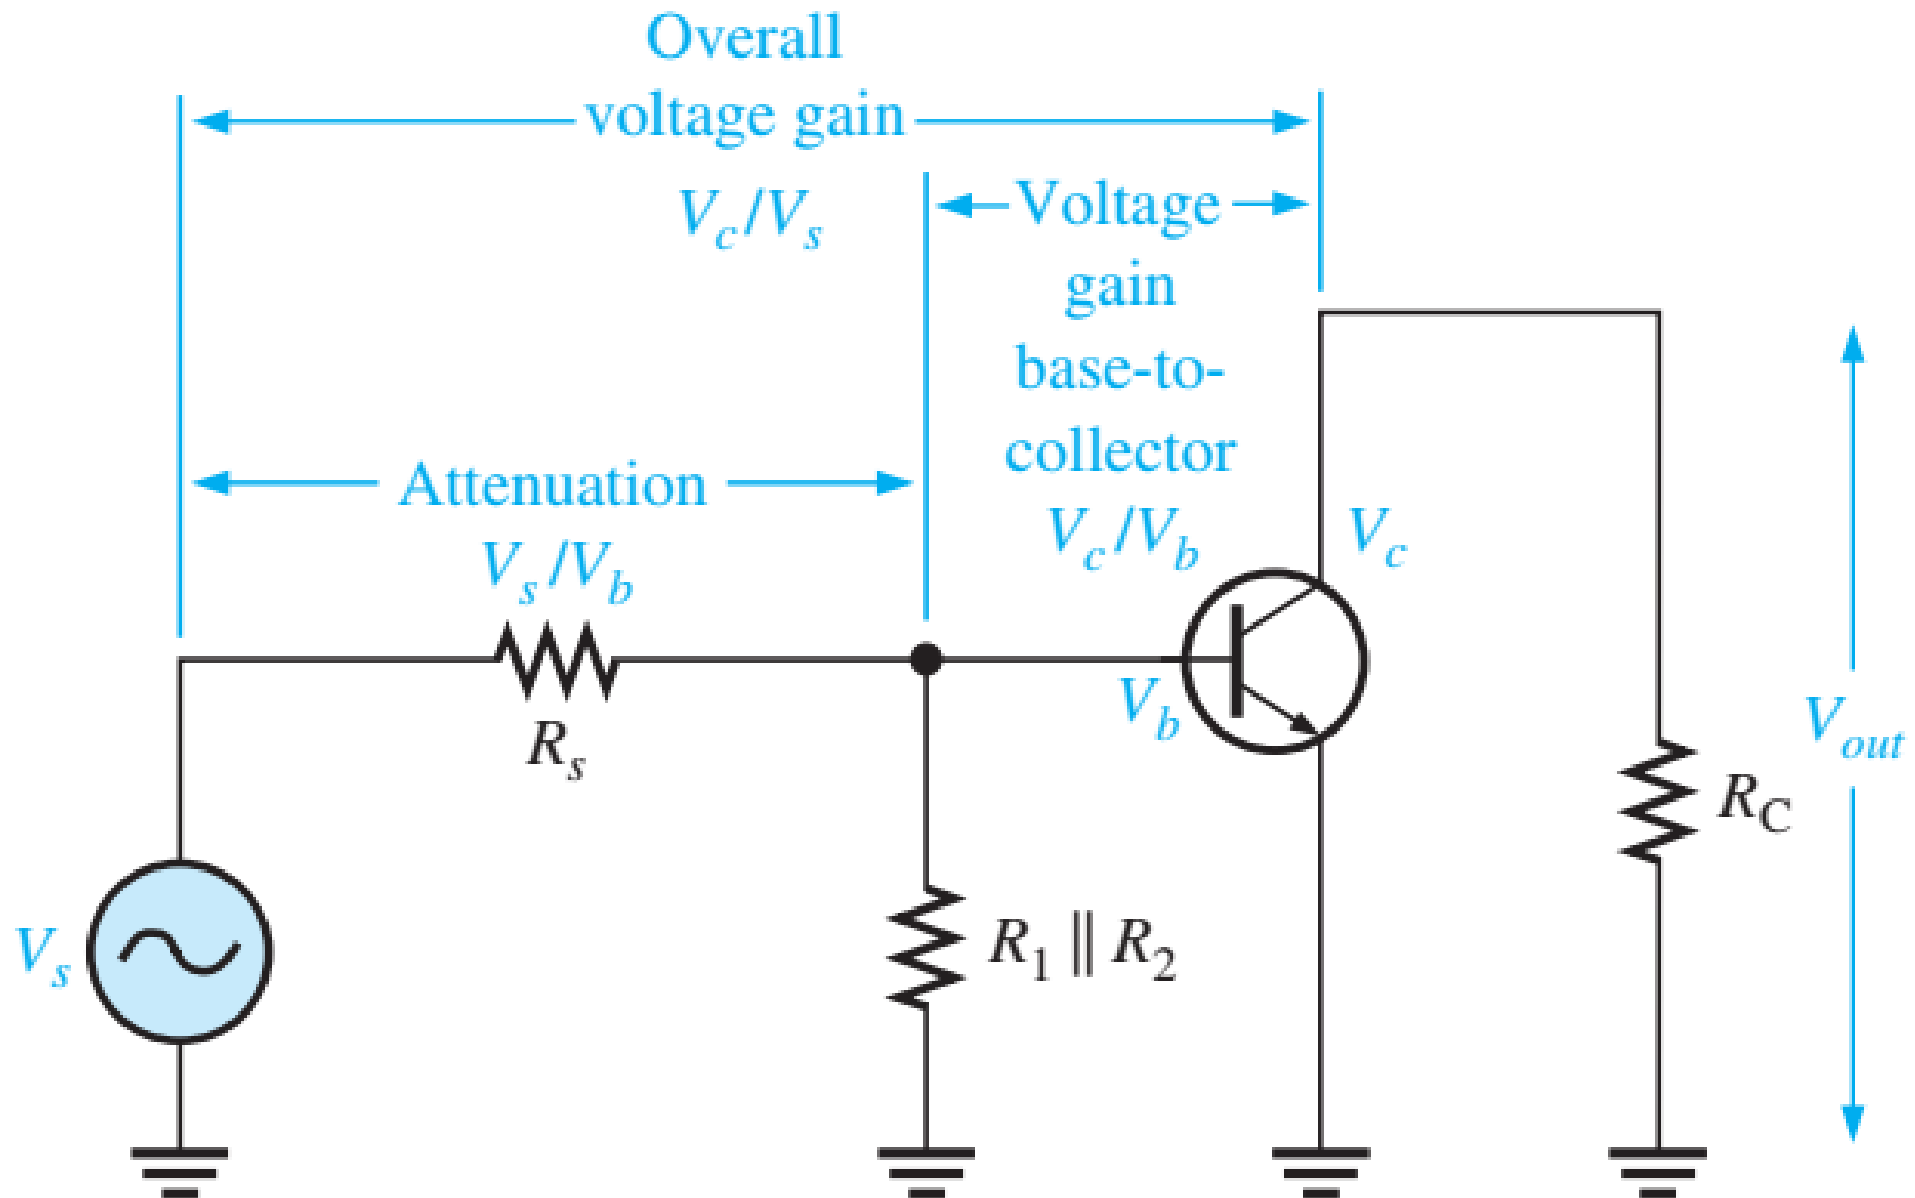 Overall
voltage gain
Vc/Vs
Voltage
gain
base-to-
collector
Vc/Vb
Attenuation
Vs/Vb
Vc
Vb
Rs
Vout
RC
R1 || R2
Vs